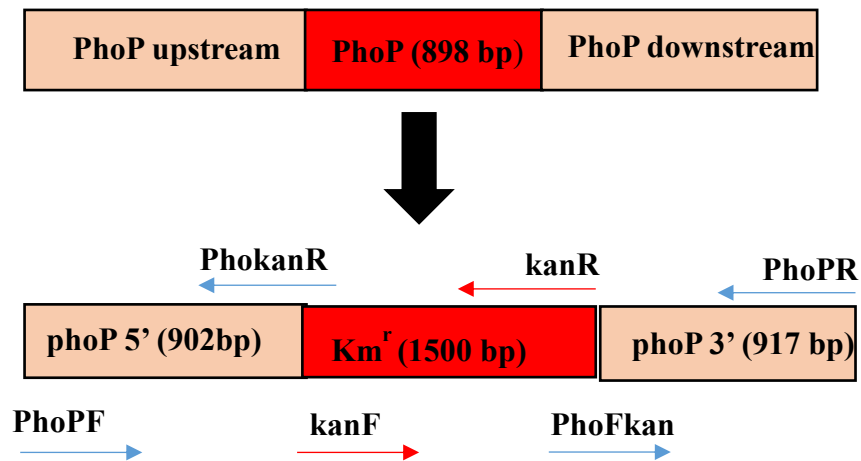 PhoP upstream
PhoP (898 bp)
PhoP downstream
PhokanR
kanR
PhoPR
phoP 5’ (902bp)
Kmʳ (1500 bp)
phoP 3’ (917 bp)
PhoPF
kanF
PhoFkan